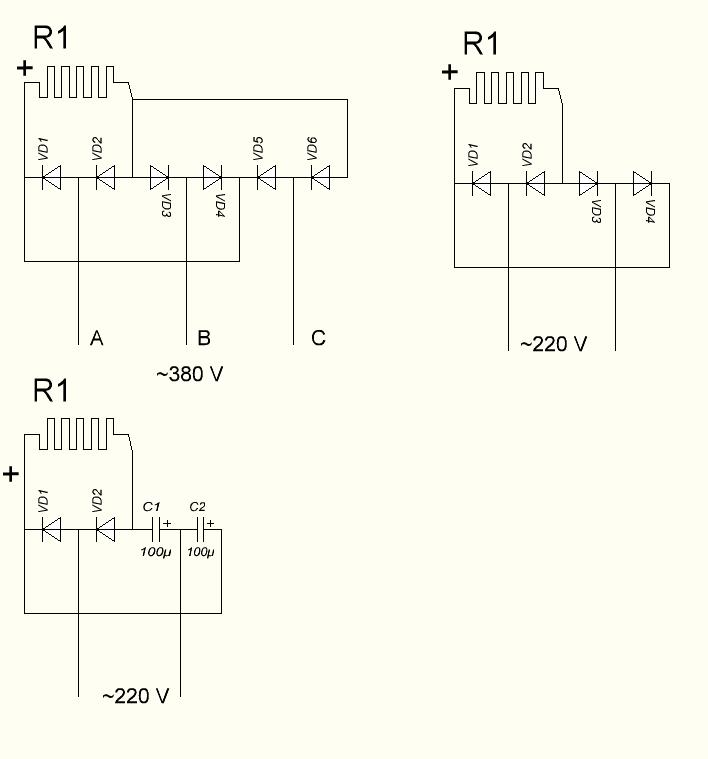 R1
+
VD1
VD2
VD3
VD4
VD5
VD6
A
B
C
~380 V
R1
+
VD1
VD2
VD3
VD4
~220 V
R1
+
VD1
VD2
C1
+
100µ
C2
+
100µ
~220 V